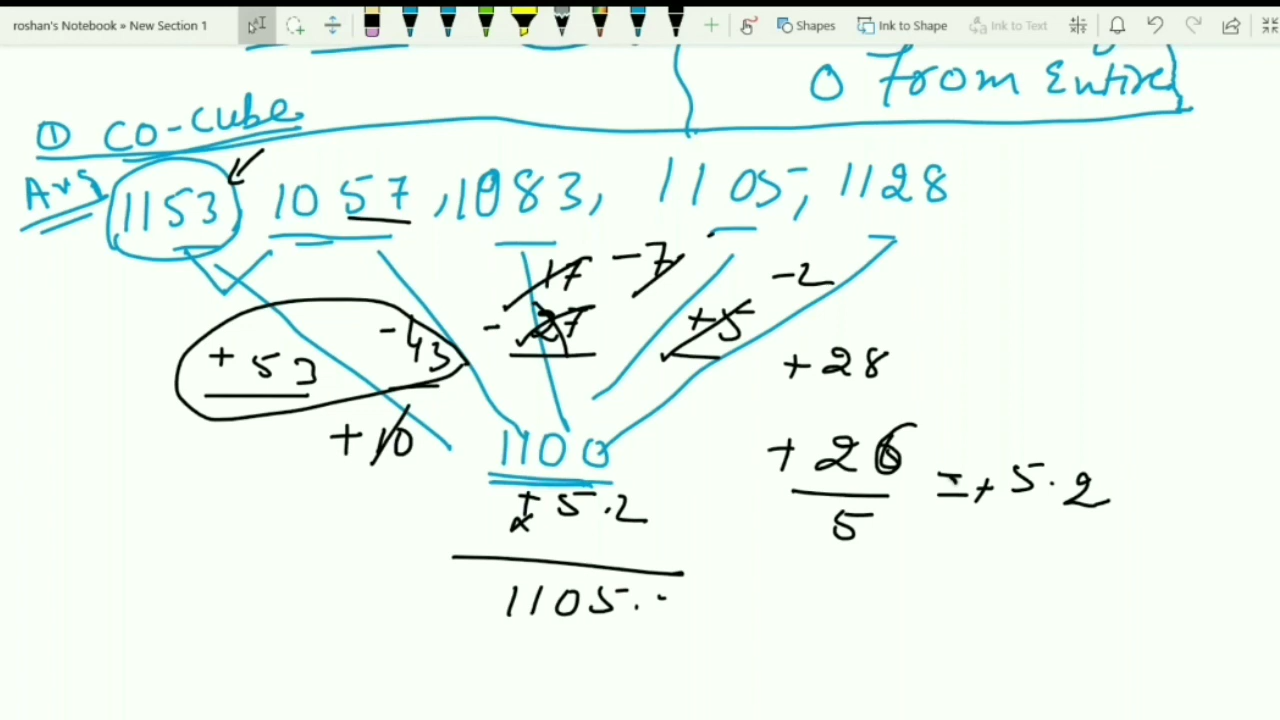 roshan's Notebook » New Section 1
Shapes
Ink to Shape
Ink to Text
0 From Entire
① Co-Cube
Avg 1153 1057, 1083, 1105, 1128
17 -7
-27 +5 -2
+53 -43 +28
+10 1100 +26 = +5.2
+5.2 5
1105.